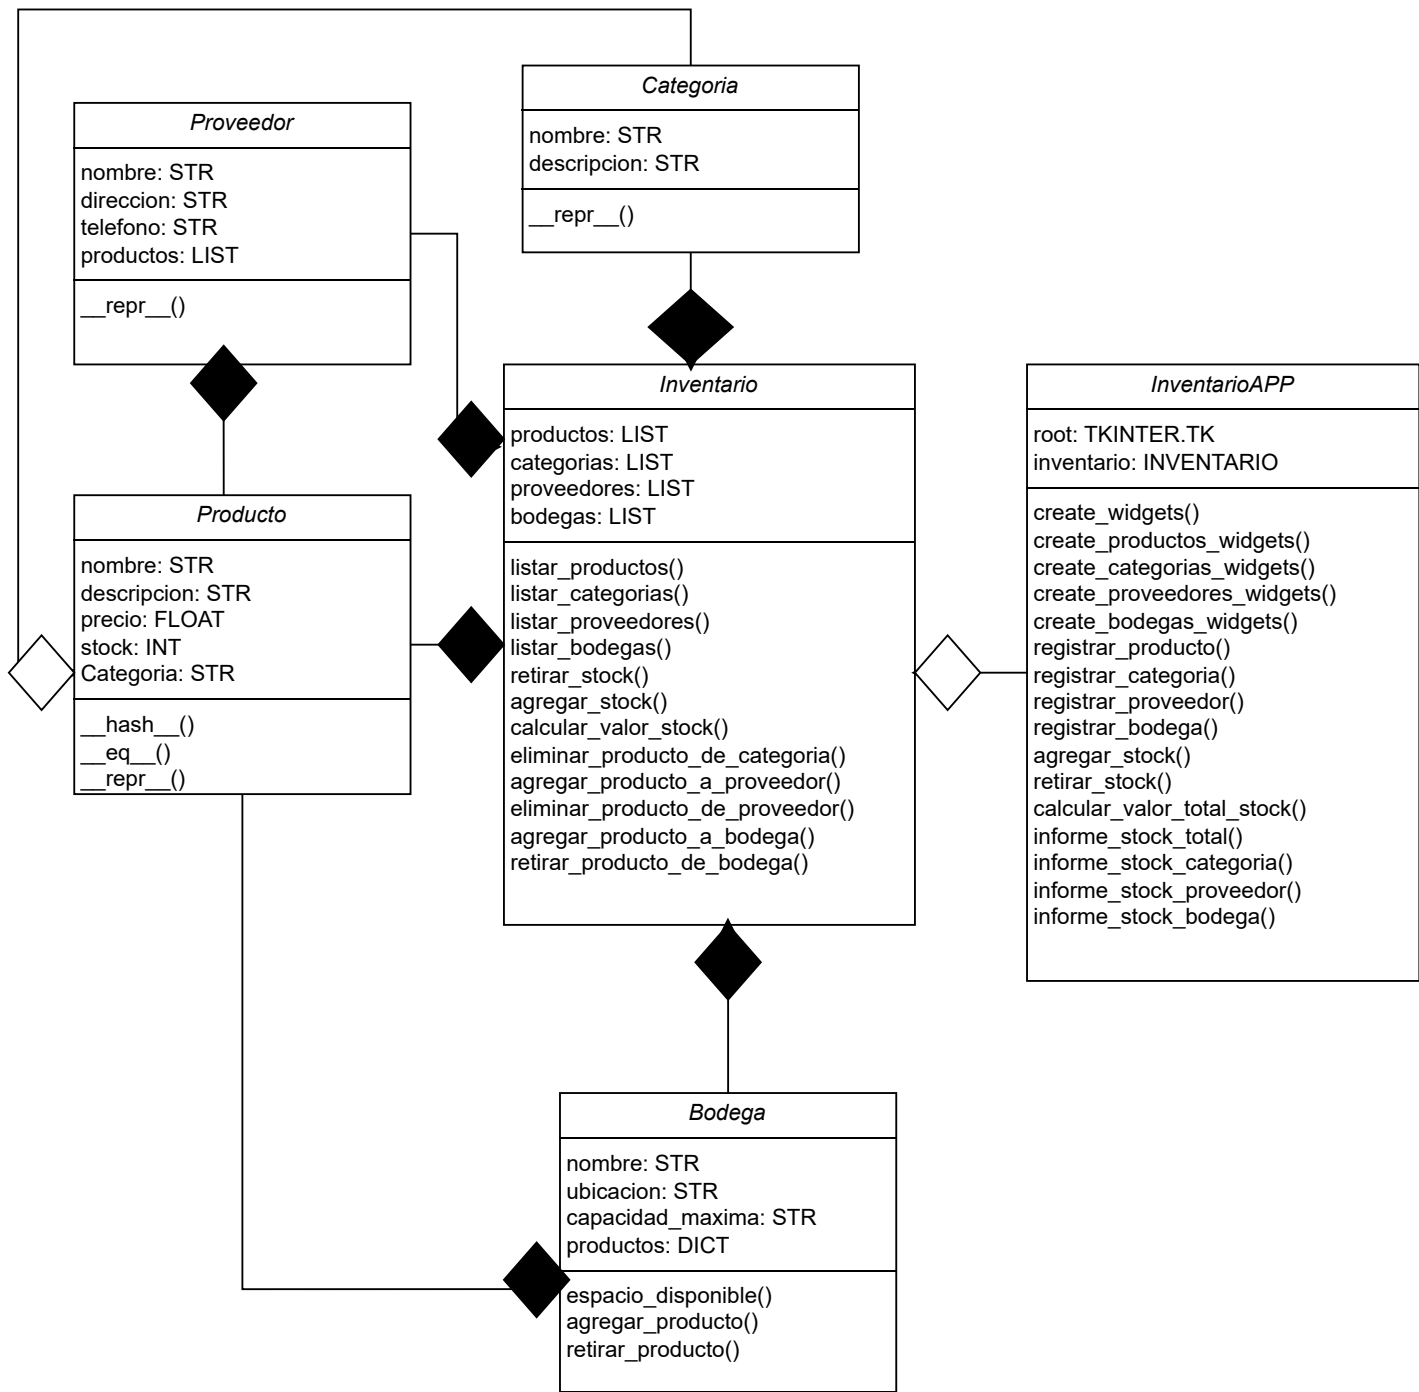 Categoria
nombre: STR
descripcion: STR
__repr__()
Proveedor
nombre: STR
direccion: STR
telefono: STR
productos: LIST
__repr__()
Inventario
productos: LIST
categorias: LIST
proveedores: LIST
bodegas: LIST
listar_productos()
listar_categorias()
listar_proveedores()
listar_bodegas()
retirar_stock()
agregar_stock()
calcular_valor_stock()
eliminar_producto_de_categoria()
agregar_producto_a_proveedor()
eliminar_producto_de_proveedor()
agregar_producto_a_bodega()
retirar_producto_de_bodega()
InventarioAPP
root: TKINTER.TK
inventario: INVENTARIO
create_widgets()
create_productos_widgets()
create_categorias_widgets()
create_proveedores_widgets()
create_bodegas_widgets()
registrar_producto()
registrar_categoria()
registrar_proveedor()
registrar_bodega()
agregar_stock()
retirar_stock()
calcular_valor_total_stock()
informe_stock_total()
informe_stock_categoria()
informe_stock_proveedor()
informe_stock_bodega()
Producto
nombre: STR
descripcion: STR
precio: FLOAT
stock: INT
Categoria: STR
__hash__()
__eq__()
__repr__()
Bodega
nombre: STR
ubicacion: STR
capacidad_maxima: STR
productos: DICT
espacio_disponible()
agregar_producto()
retirar_producto()